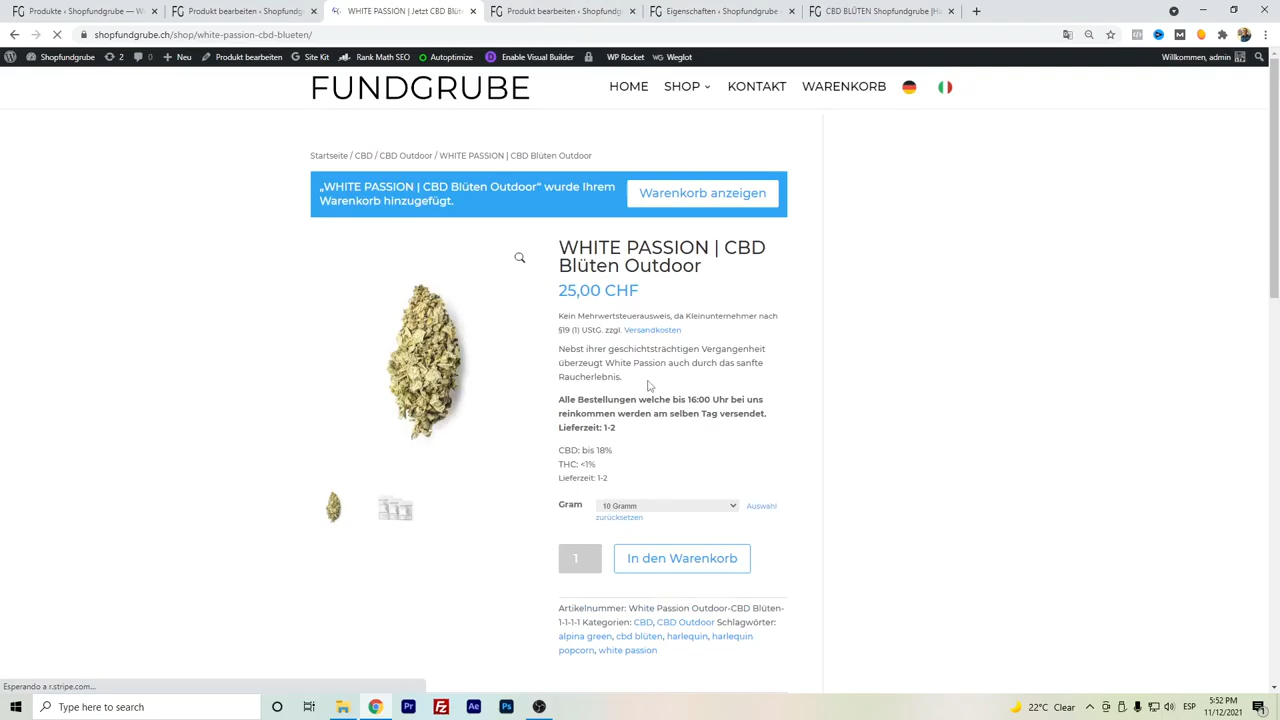 Produkte bearbeiten ‹ W
Produkt bearbeiten ‹ Sh
WHITE PASSION | Jetzt CBD Blüt
Produkt bearbeiten ‹ Shopfund
Eigenschaften ‹ Shopfundgrube
CBD BLÜTEN Shopfundgrube |H
shopfundgrube.ch/shop/white-passion-cbd-blueten/
Shopfundgrube 2 0 Neu Produkt bearbeiten Site Kit Rank Math SEO Autoptimize Enable Visual Builder WP Rocket Weglot Willkommen, admin
FUNDGRUBE
HOME SHOP KONTAKT WARENKORB
Startseite / CBD / CBD Outdoor / WHITE PASSION | CBD Blüten Outdoor
„WHITE PASSION | CBD Blüten Outdoor“ wurde Ihrem
Warenkorb hinzugefügt.
Warenkorb anzeigen
WHITE PASSION | CBD
Blüten Outdoor
25,00 CHF
Kein Mehrwertsteuerausweis, da Kleinunternehmer nach
§19 (1) UStG. zzgl. Versandkosten
Nebst ihrer geschichtsträchtigen Vergangenheit
überzeugt White Passion auch durch das sanfte
Raucherlebnis.
Alle Bestellungen welche bis 16:00 Uhr bei uns
reinkommen werden am selben Tag versendet.
Lieferzeit: 1-2
CBD: bis 18%
THC: <1%
Lieferzeit: 1-2
Gram 10 Gramm Auswahl
zurücksetzen
1 In den Warenkorb
Artikelnummer: White Passion Outdoor-CBD Blüten-
1-1-1-1 Kategorien: CBD, CBD Outdoor Schlagwörter:
alpina green, cbd blüten, harlequin, harlequin
popcorn, white passion
Esperando a r.stripe.com...
Type here to search
Pr
Fz
Ae
Ps
22°C Clear
ESP
5:52 PM
11/12/2021
1